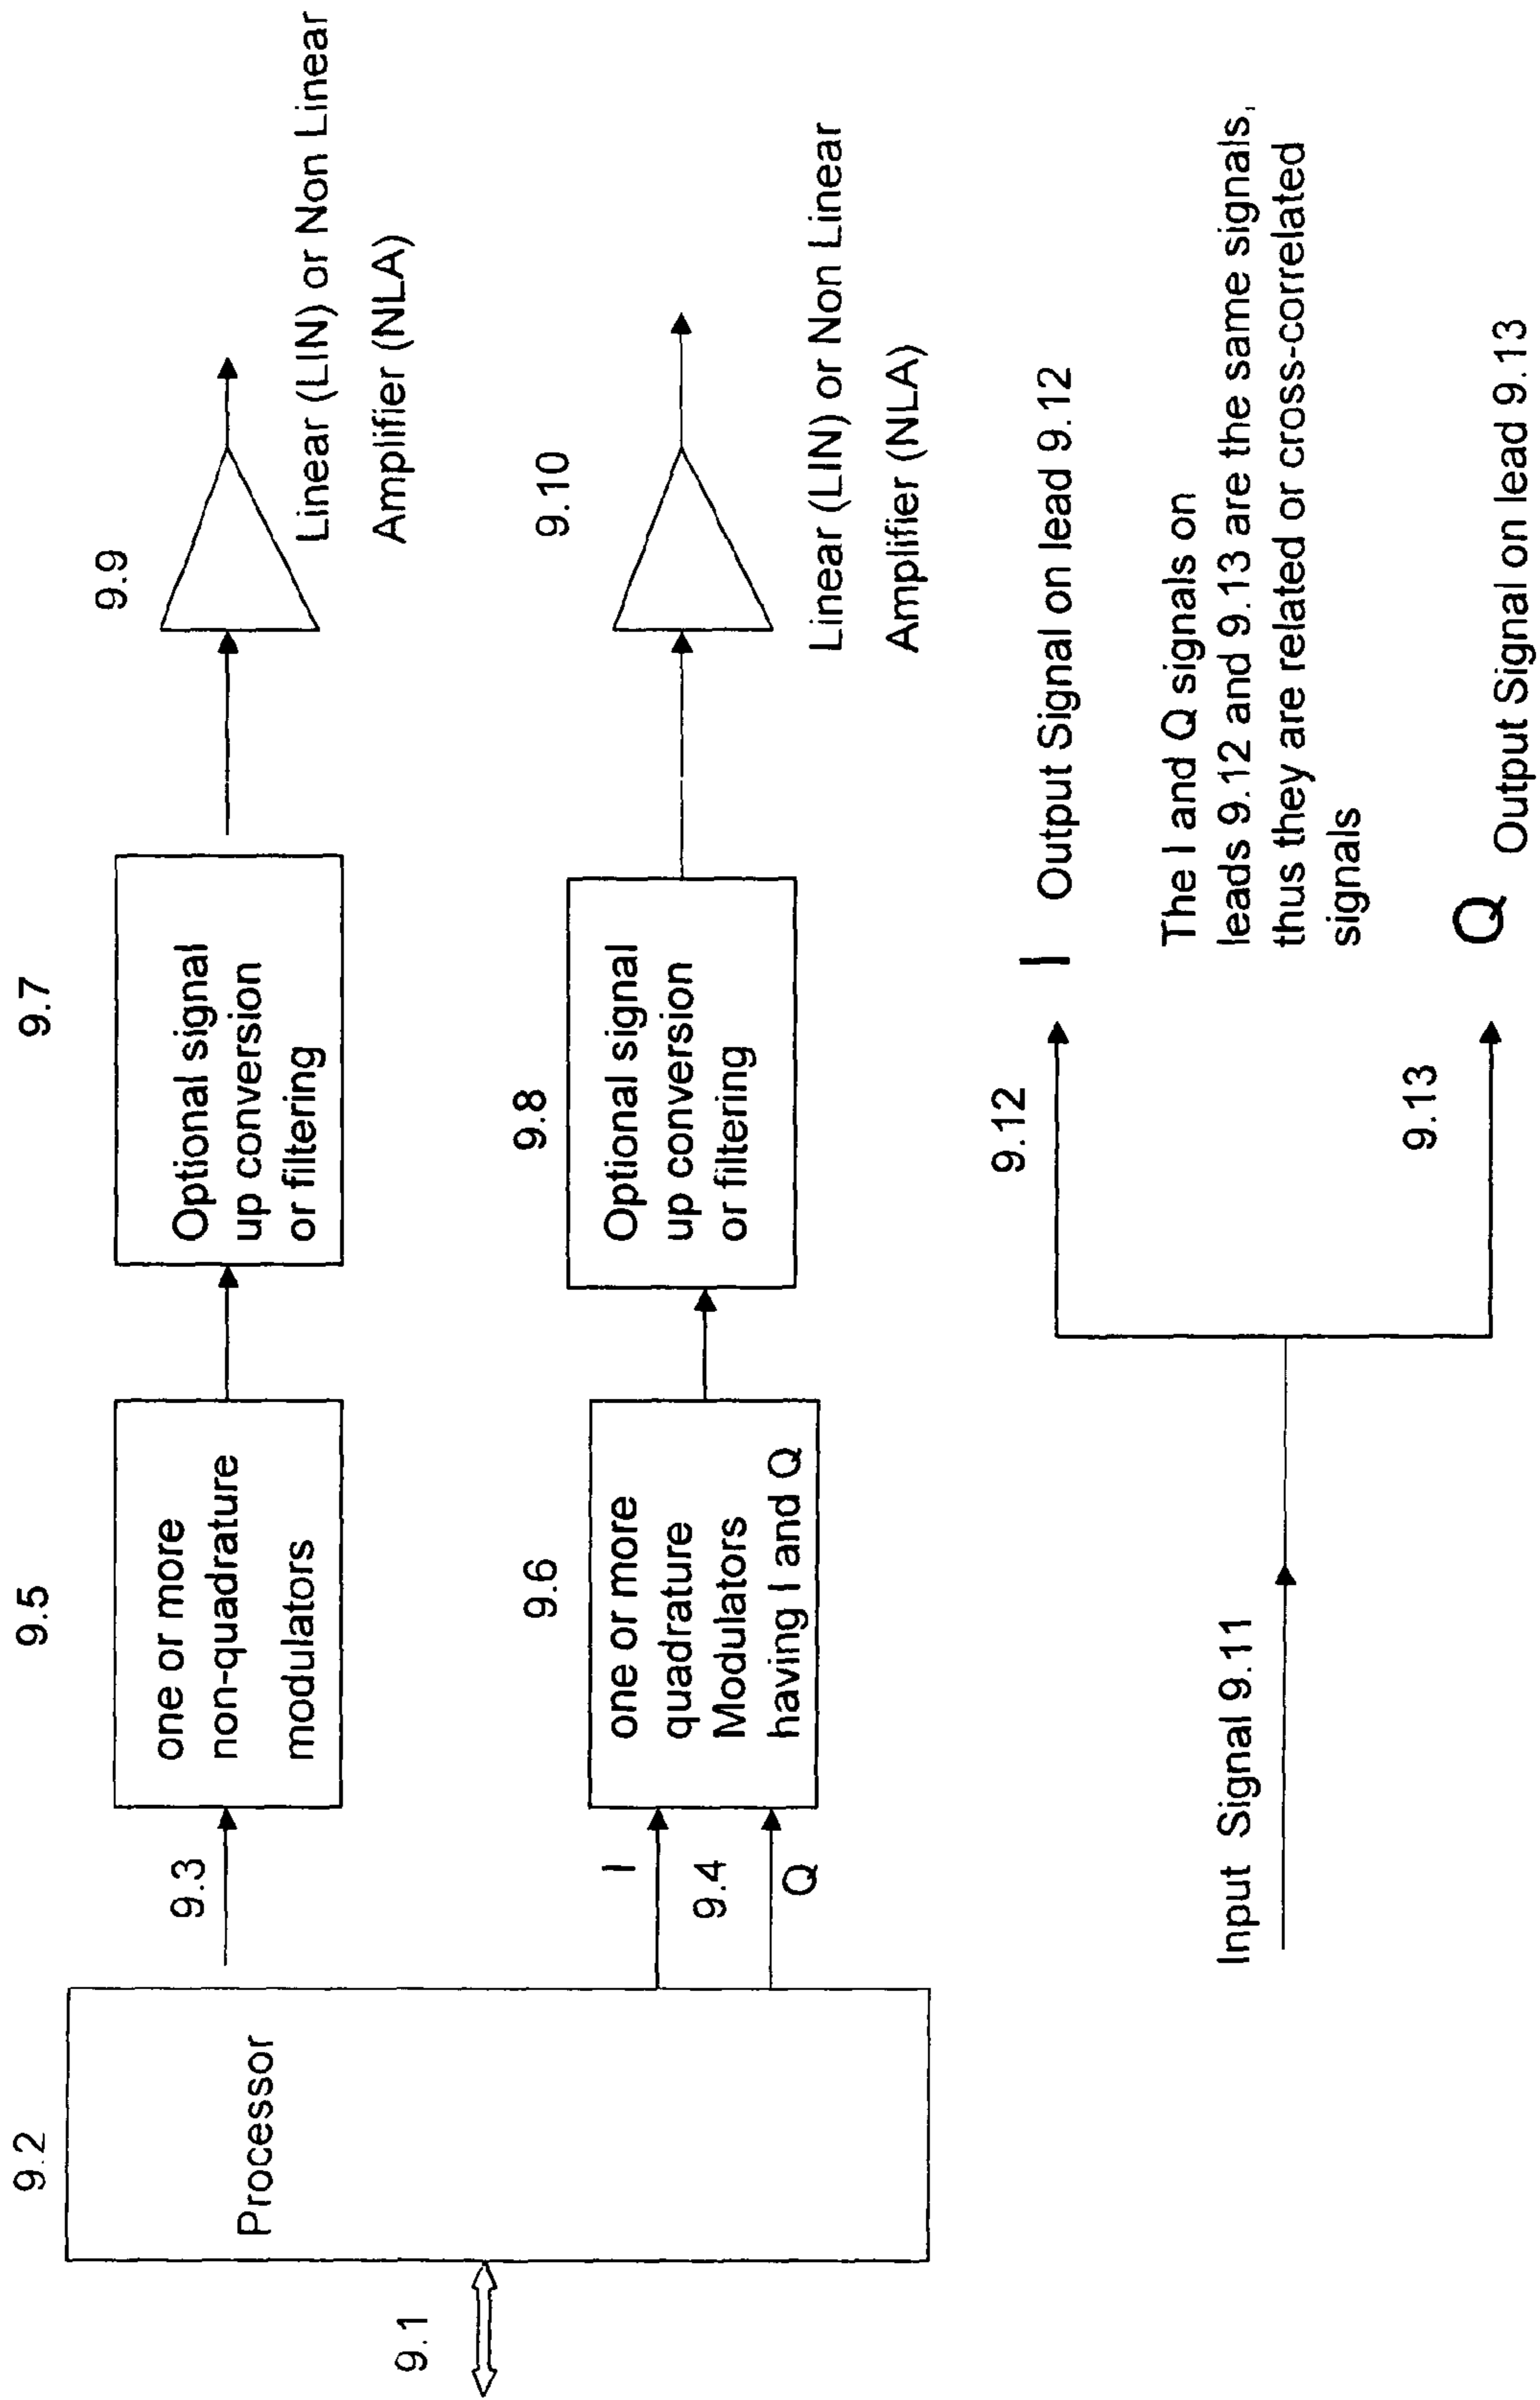 9.2
Processor
9.1
9.3
9.5
one or more
non-quadrature
modulators
9.7
Optional signal
up conversion
or filtering
9.9
Linear (LIN) or Non Linear
Amplifier (NLA)
I
9.4
Q
9.6
one or more
quadrature
Modulators
having I and Q
9.8
Optional signal
up conversion
or filtering
9.10
Linear (LIN) or Non Linear
Amplifier (NLA)
Input Signal 9.11
9.12
I Output Signal on lead 9.12
The I and Q signals on
leads 9.12 and 9.13 are the same signals,
thus they are related or cross-correlated
signals
9.13
Q Output Signal on lead 9.13